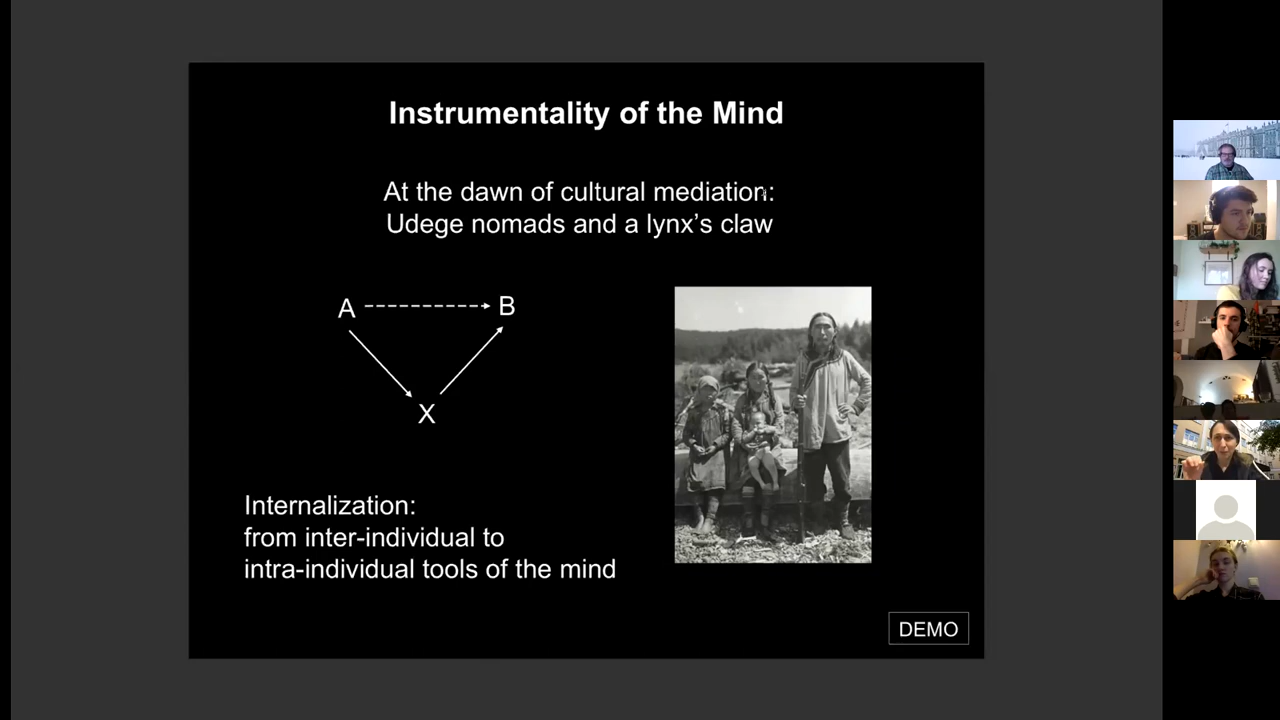 Instrumentality of the Mind
At the dawn of cultural mediation:
Udege nomads and a lynx’s claw
A B
X
Internalization:
from inter-individual to
intra-individual tools of the mind
DEMO